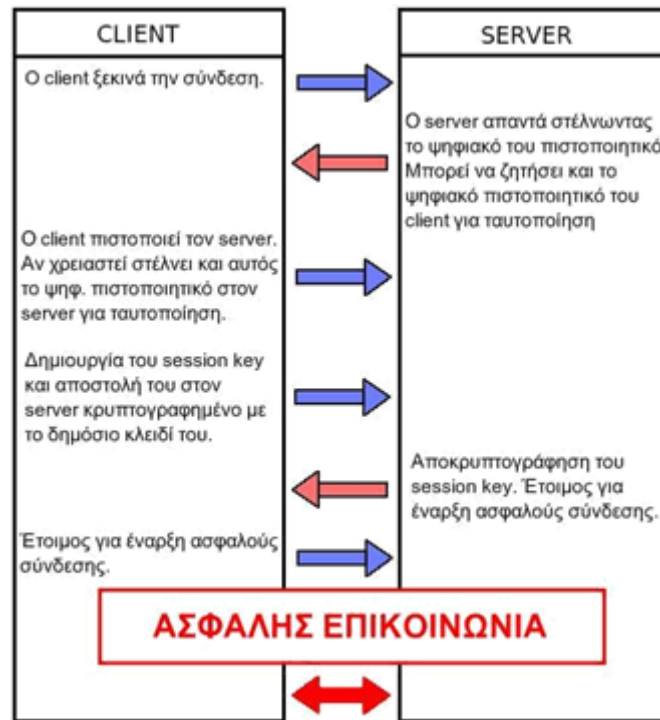 CLIENT
SERVER
Ο client ξεκινά την σύνδεση.
Ο server απαντά στέλνωντας
το ψηφιακό του πιστοποιητικό
Μπορεί να ζητήσει και το
ψηφιακό πιστοποιητικό του
client για ταυτοποίηση
Ο client πιστοποιεί τον server.
Αν χρειαστεί στέλνει και αυτός
το ψηφ. πιστοποιητικό στον
server για ταυτοποίηση.
Δημιουργία του session key
και αποστολή του στον
server κρυπτογραφημένο με
το δημόσιο κλειδί του.
Αποκρυπτογράφηση του
session key. Έτοιμος για
έναρξη ασφαλούς σύνδεσης.
Έτοιμος για έναρξη ασφαλούς
σύνδεσης.
ΑΣΦΑΛΗΣ ΕΠΙΚΟΙΝΩΝΙΑ